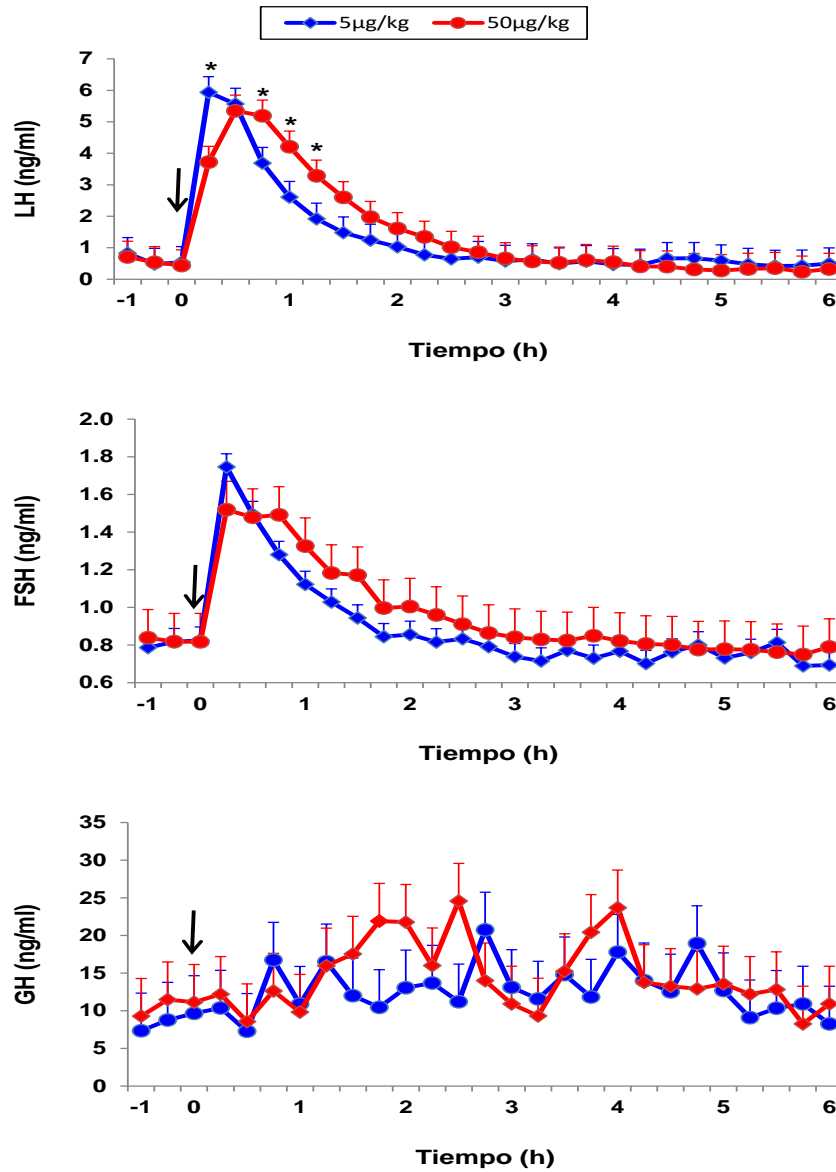 5µg/kg 50µg/kg
7
6
5
4
3
2
1
0
LH (ng/ml)
*
* * *
-1 0 1 2 3 4 5 6
Tiempo (h)
2.0
1.8
1.6
1.4
1.2
1.0
0.8
0.6
FSH (ng/ml)
-1 0 1 2 3 4 5 6
Tiempo (h)
35
30
25
20
15
10
5
0
GH (ng/ml)
-1 0 1 2 3 4 5 6
Tiempo (h)